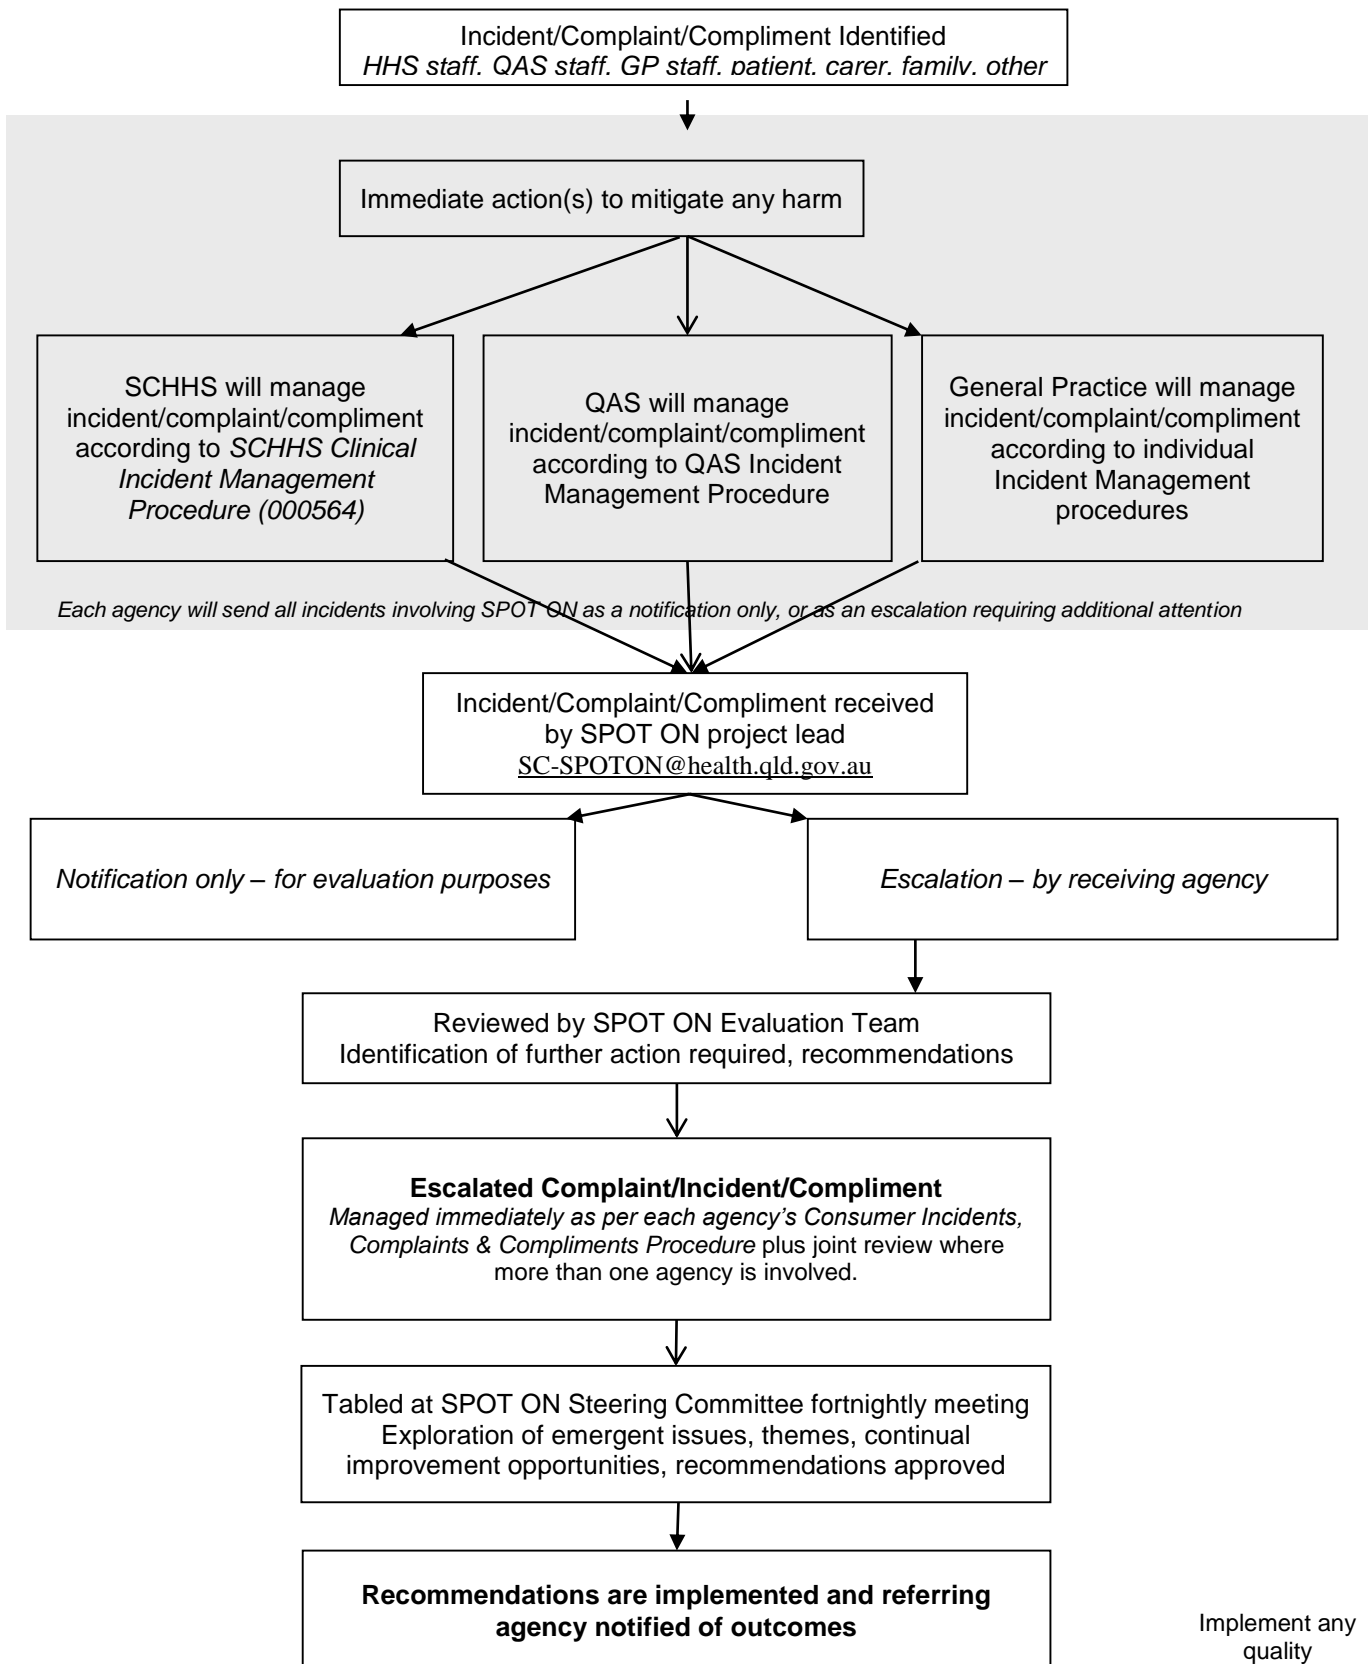 Incident/Complaint/Compliment Identified
HHS staff, QAS staff, GP staff, patient, carer, family, other
Immediate action(s) to mitigate any harm
SCHHS will manage
incident/complaint/compliment
according to SCHHS Clinical
Incident Management
Procedure (000564)
QAS will manage
incident/complaint/compliment
according to QAS Incident
Management Procedure
General Practice will manage
incident/complaint/compliment
according to individual
Incident Management
procedures
Each agency will send all incidents involving SPOT ON as a notification only, or as an escalation requiring additional attention
Incident/Complaint/Compliment received
by SPOT ON project lead
SC-SPOTON@health.qld.gov.au
Notification only – for evaluation purposes
Escalation – by receiving agency
Reviewed by SPOT ON Evaluation Team
Identification of further action required, recommendations
Escalated Complaint/Incident/Compliment
Managed immediately as per each agency’s Consumer Incidents,
Complaints & Compliments Procedure plus joint review where
more than one agency is involved.
Tabled at SPOT ON Steering Committee fortnightly meeting
Exploration of emergent issues, themes, continual
improvement opportunities, recommendations approved
Recommendations are implemented and referring
agency notified of outcomes
Implement any
quality